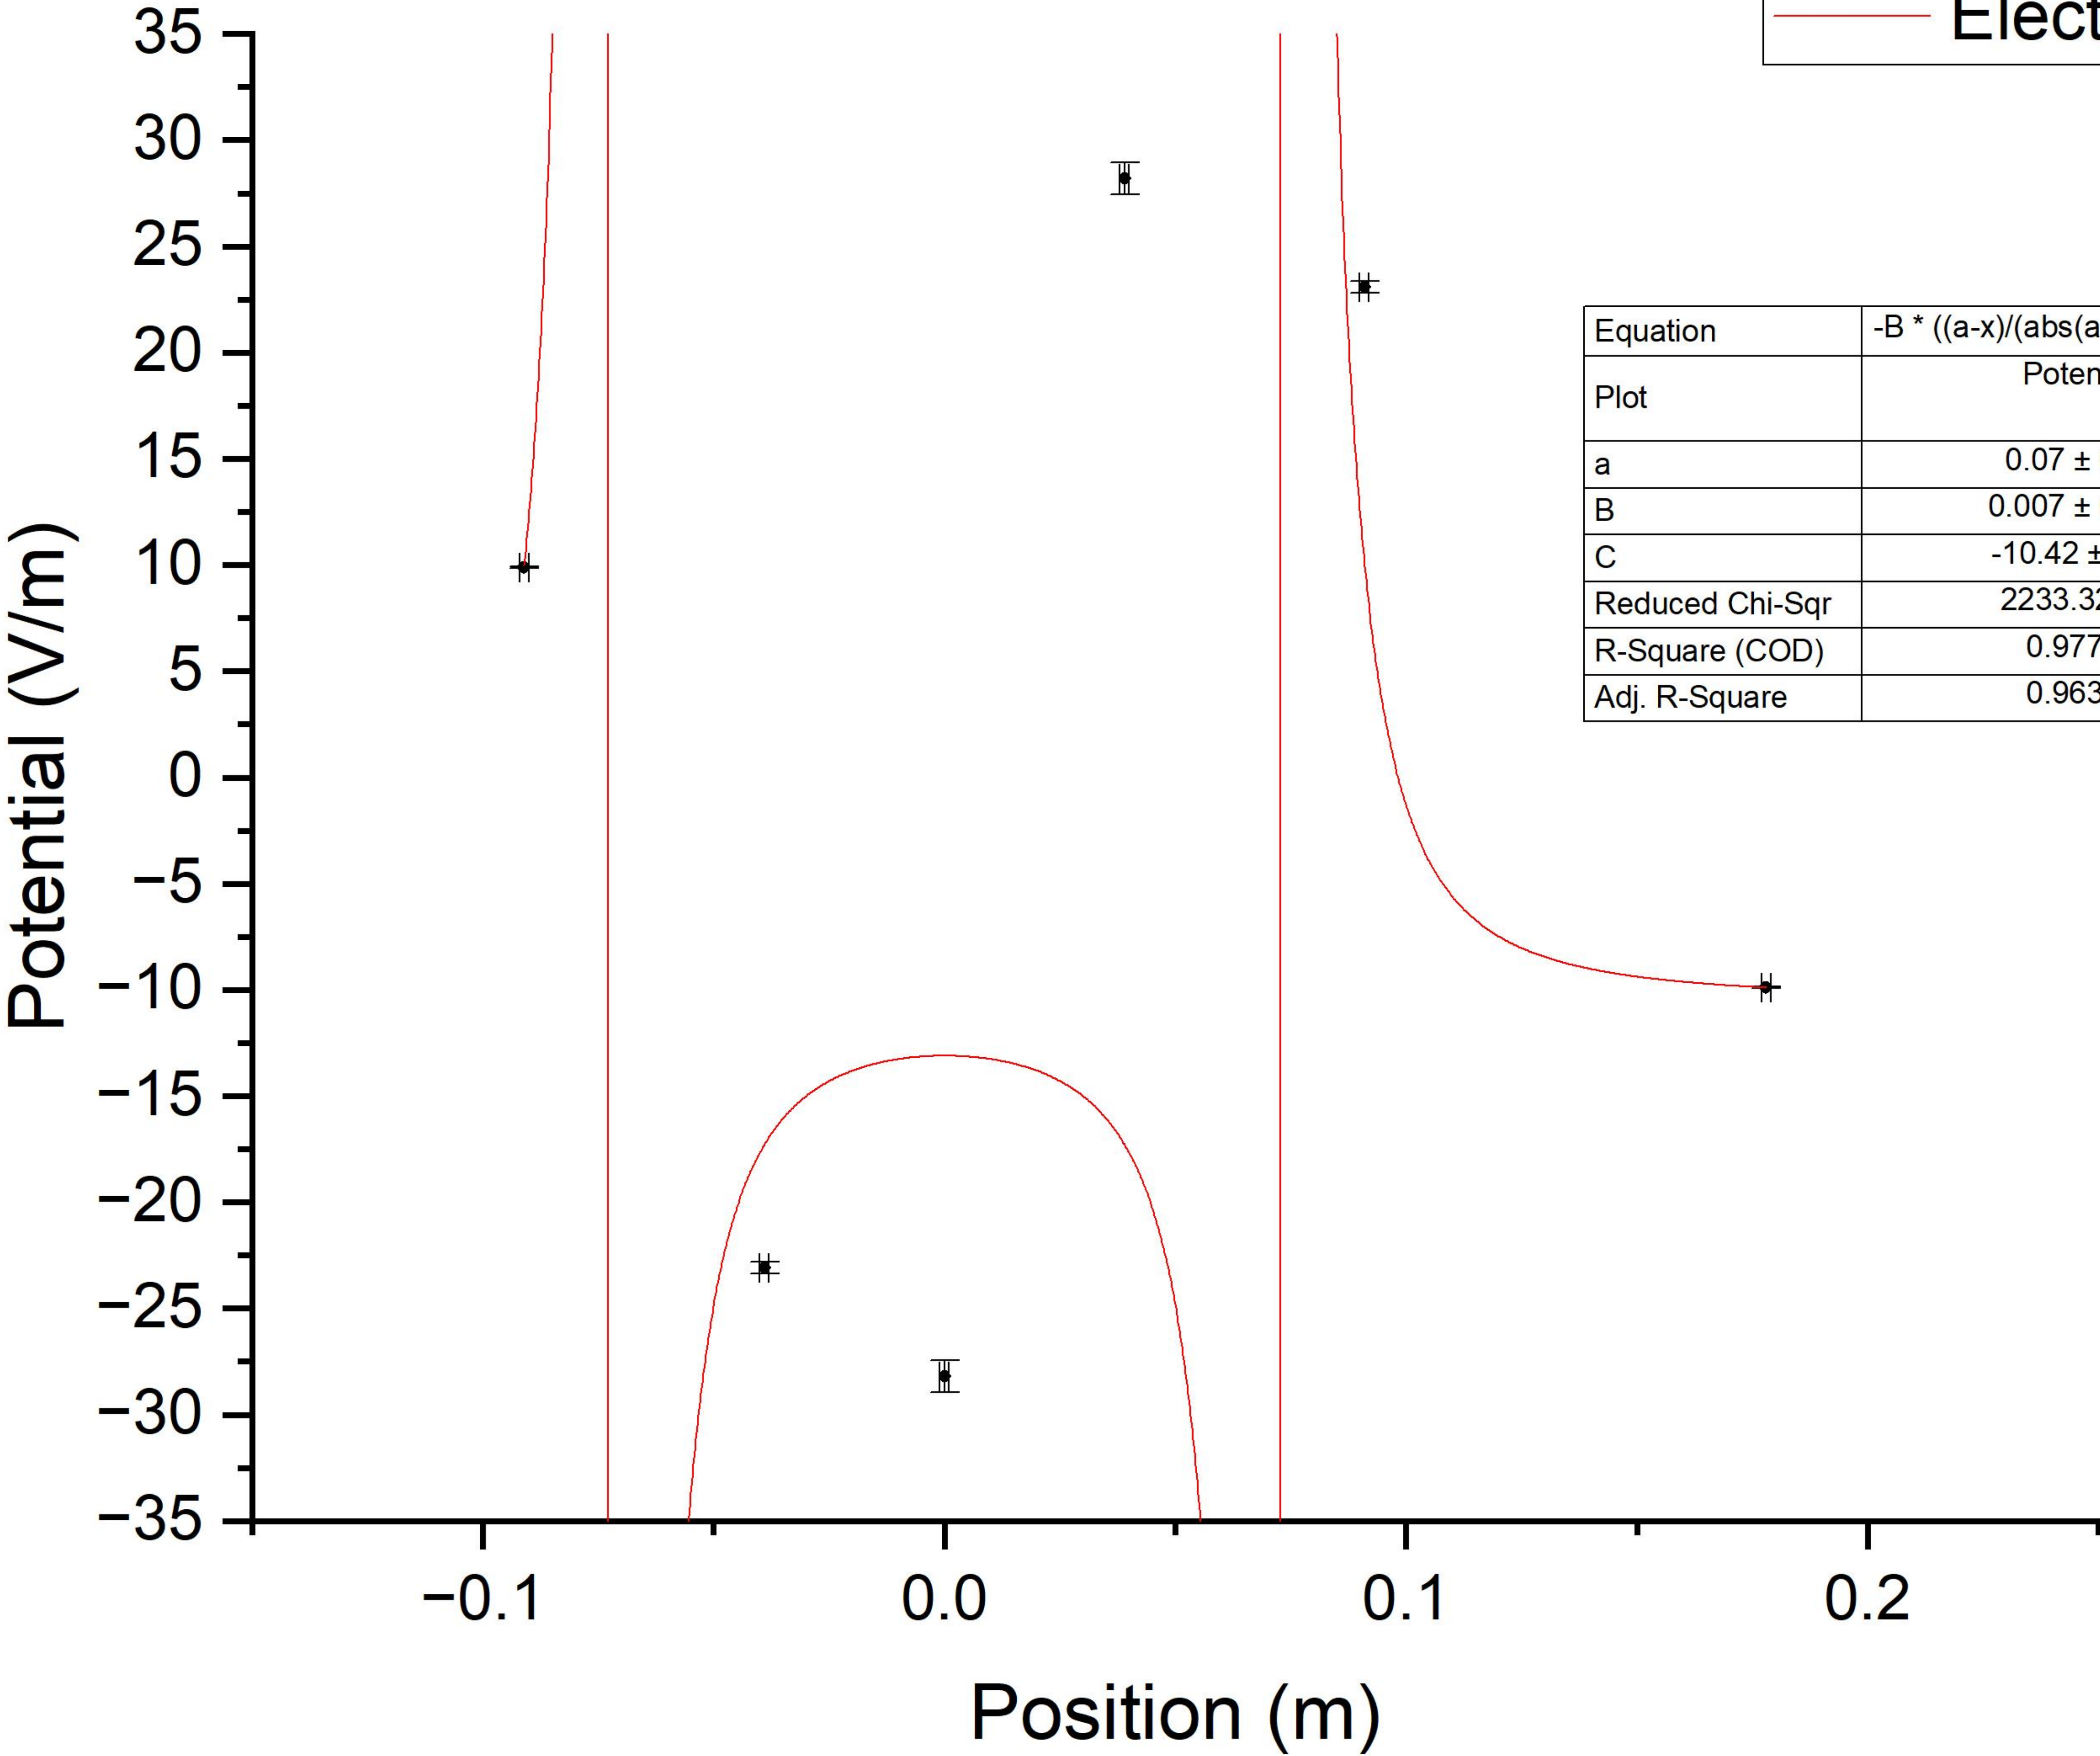 Elect
35
30
25
20
15
10
5
0
−5
−10
−15
−20
−25
−30
−35
Potential (V/m)
Equation -B * ((a-x)/(abs(a
Plot Poten
a 0.07 ±
B 0.007 ±
C -10.42 ±
Reduced Chi-Sqr 2233.32
R-Square (COD) 0.977
Adj. R-Square 0.963
−0.1 0.0 0.1 0.2
Position (m)